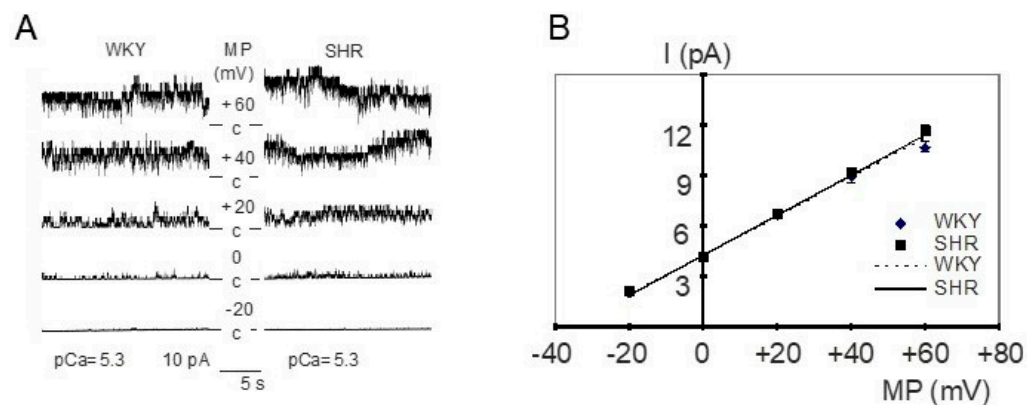 A
WKY MP SHR
(mV)
+60
c
+40
c
+20
c
0
c
-20
c
pCa=5.3 10 pA pCa=5.3
5 s
B
I (pA)
12
9
6
3
WKY
SHR
WKY
SHR
-40 -20 0 +20 +40 +60 +80
MP (mV)